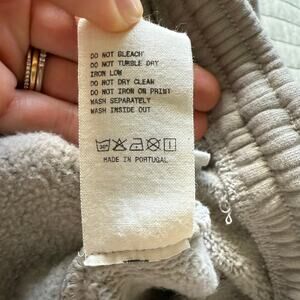 DO NOT BLEACH
DO NOT TUMBLE DRY
IRON LOW
DO NOT DRY CLEAN
DO NOT IRON ON PRINT
WASH SEPARATELY
WASH INSIDE OUT
MADE IN PORTUGAL